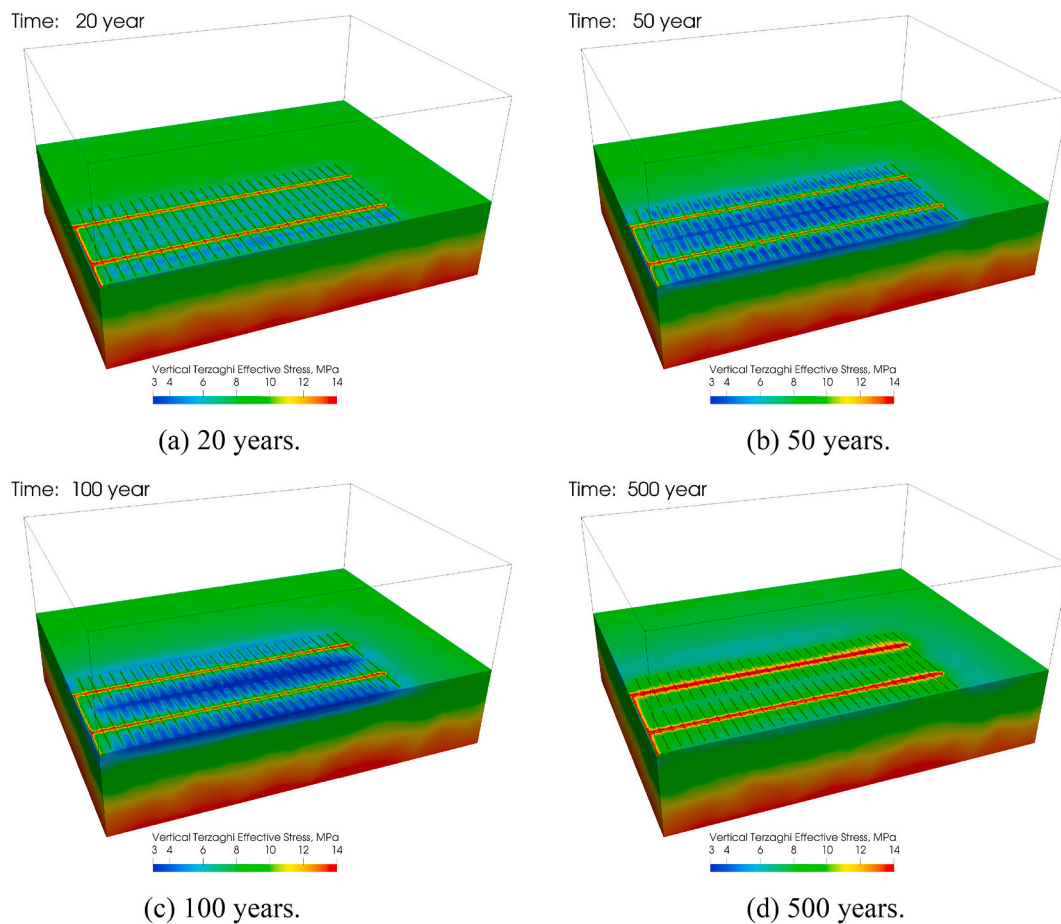 Time: 20 year
Vertical Terzaghi Effective Stress, MPa
3 4 6 8 10 12 14
(a) 20 years.
Time: 50 year
Vertical Terzaghi Effective Stress, MPa
3 4 6 8 10 12 14
(b) 50 years.
Time: 100 year
Vertical Terzaghi Effective Stress, MPa
3 4 6 8 10 12 14
(c) 100 years.
Time: 500 year
Vertical Terzaghi Effective Stress, MPa
3 4 6 8 10 12 14
(d) 500 years.